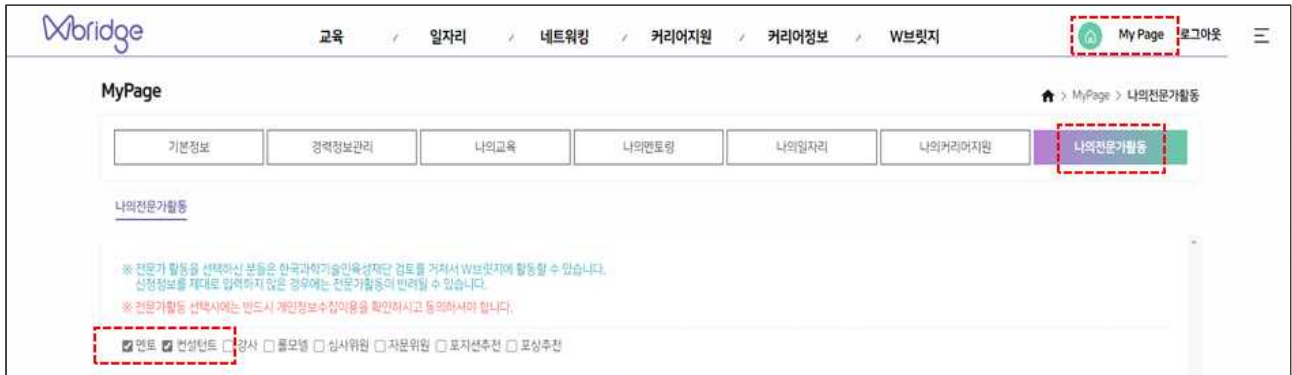 Wbridge
교육 / 일자리 / 네트워킹 / 커리어지원 / 커리어정보 / W브릿지
My Page 로그아웃
MyPage
> MyPage > 나의전문가활동
기본정보 경력정보관리 나의교육 나의멘토링 나의일자리 나의커리어지원 나의전문가활동
나의전문가활동
※ 전문가 활동을 선택하신 분들은 한국과학기술인육성재단 검토를 거쳐서 W브릿지에 활동할 수 있습니다.
신청정보를 제대로 입력하지 않은 경우에는 전문가활동이 반려될 수 있습니다.
※ 전문가활동 선택시에는 반드시 개인정보수집이용을 확인하시고 동의하셔야 합니다.
멘토 컨설턴트 강사 롤모델 심사위원 자문위원 포지션추천 포상추천